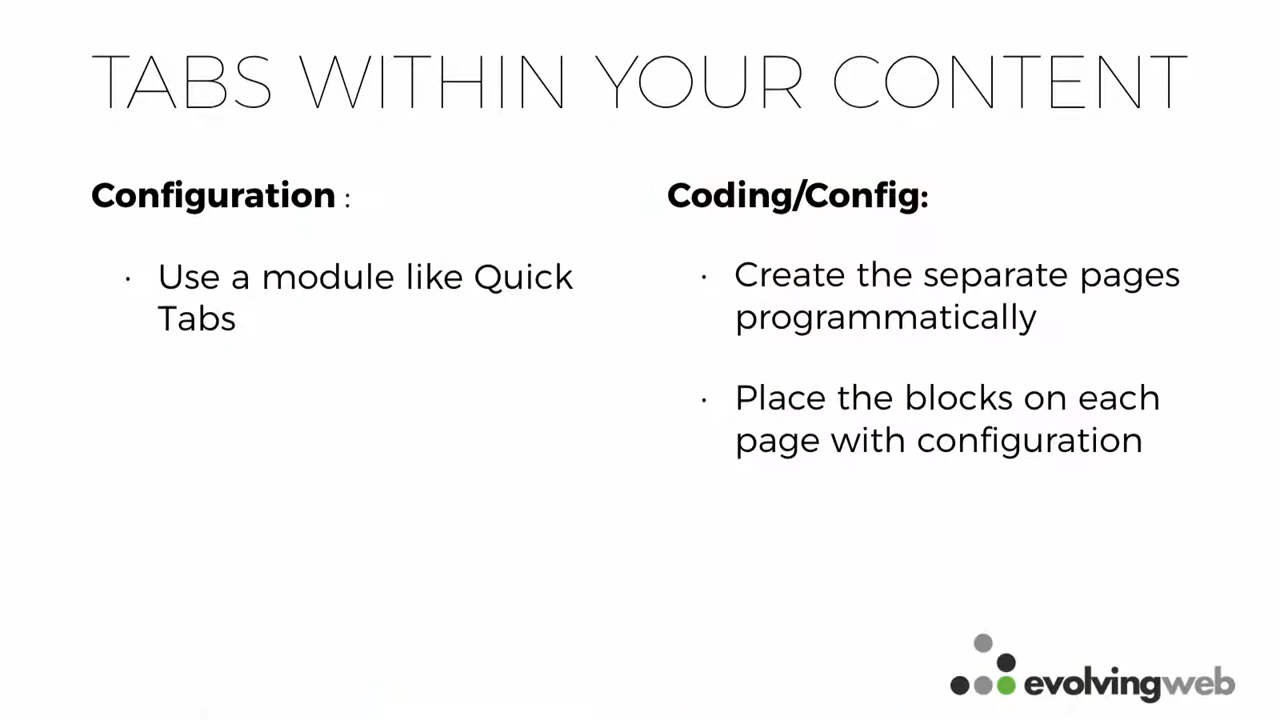 TABS WITHIN YOUR CONTENT
Configuration :
· Use a module like Quick
Tabs
Coding/Config:
· Create the separate pages
programmatically
· Place the blocks on each
page with configuration
evolvingweb